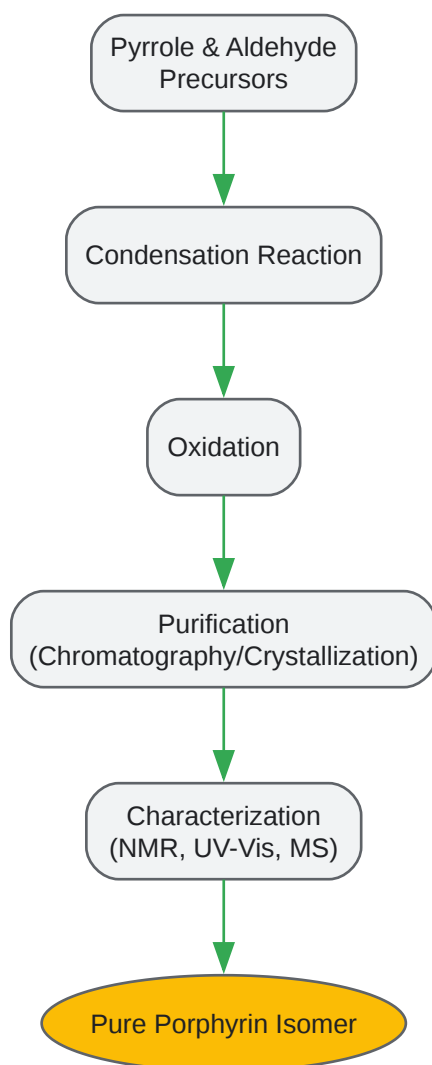 Pyrrole & Aldehyde
Precursors
Condensation Reaction
Oxidation
Purification
(Chromatography/Crystallization)
Characterization
(NMR, UV-Vis, MS)
Pure Porphyrin Isomer